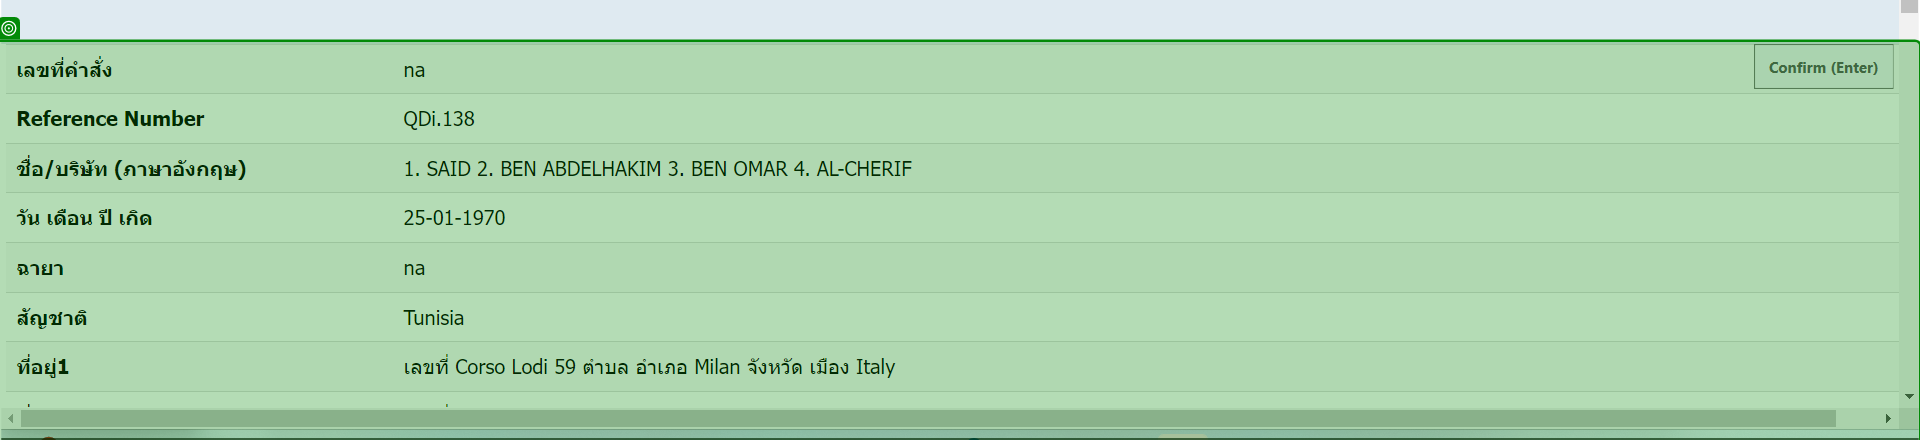 เลขที่คำสั่ง na Confirm (Enter)
Reference Number QDi.138
ชื่อ/บริษัท (ภาษาอังกฤษ) 1. SAID 2. BEN ABDELHAKIM 3. BEN OMAR 4. AL-CHERIF
วัน เดือน ปี เกิด 25-01-1970
ฉายา na
สัญชาติ Tunisia
ที่อยู่1 เลขที่ Corso Lodi 59 ตำบล อำเภอ Milan จังหวัด เมือง Italy